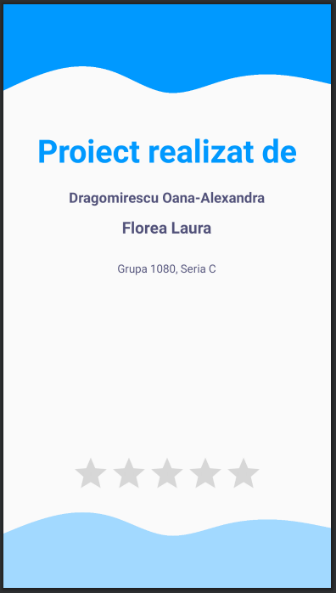 Proiect realizat de
Dragomirescu Oana-Alexandra
Florea Laura
Grupa 1080, Seria C